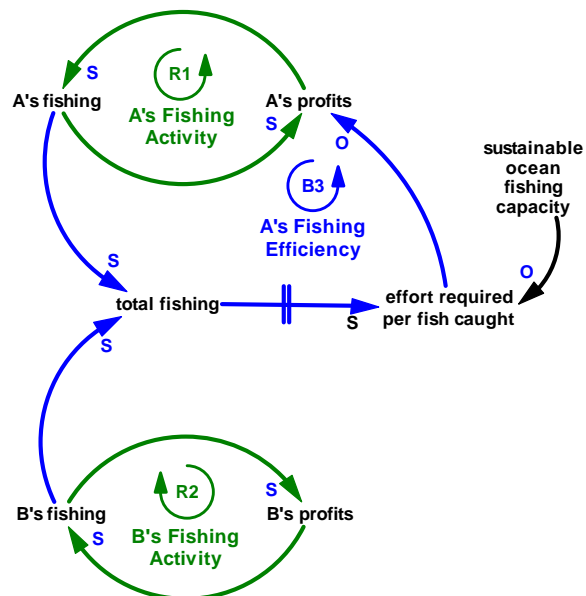 S
R1
A's fishing
A's profits
A's Fishing
Activity
S
O
sustainable
ocean
fishing
capacity
B3
A's Fishing
Efficiency
S
O
total fishing
effort required
per fish caught
S
S
R2
S
B's fishing
B's profits
S
B's Fishing
Activity